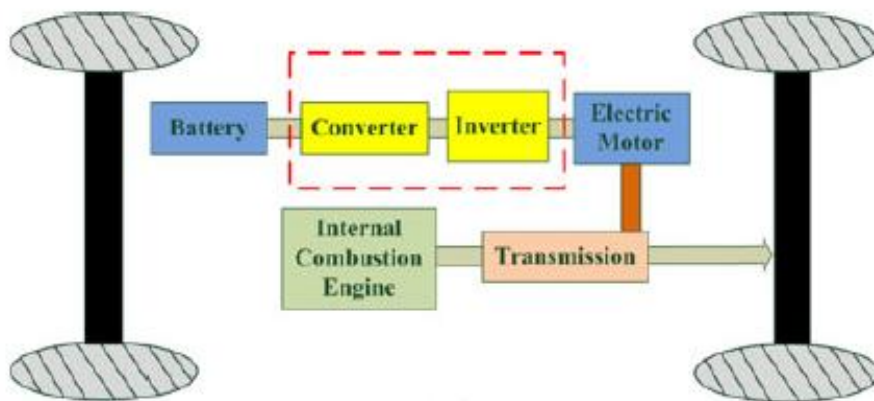 Battery
Converter
Inverter
Electric
Motor
Internal
Combustion
Engine
Transmission